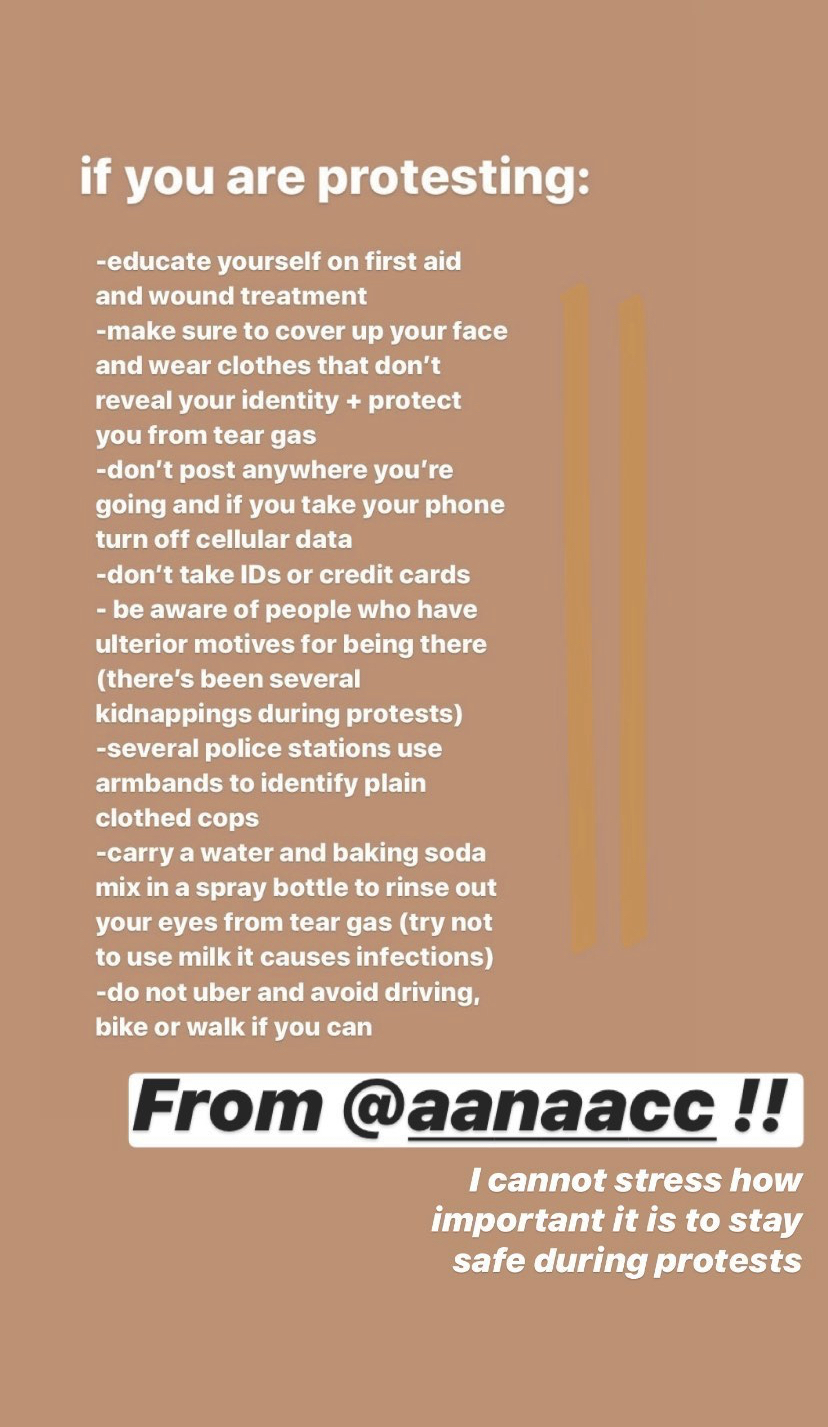 if you are protesting:
-educate yourself on first aid
and wound treatment
-make sure to cover up your face
and wear clothes that don’t
reveal your identity + protect
you from tear gas
-don’t post anywhere you’re
going and if you take your phone
turn off cellular data
-don’t take IDs or credit cards
- be aware of people who have
ulterior motives for being there
(there’s been several
kidnappings during protests)
-several police stations use
armbands to identify plain
clothed cops
-carry a water and baking soda
mix in a spray bottle to rinse out
your eyes from tear gas (try not
to use milk it causes infections)
-do not uber and avoid driving,
bike or walk if you can
From @aanaacc !!
I cannot stress how
important it is to stay
safe during protests